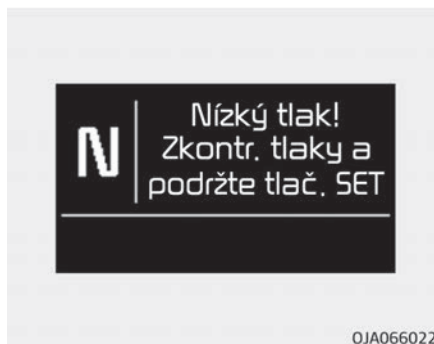 N
Nízký tlak!
Zkontr. tlaky a
podržte tlač. SET
OJA066022